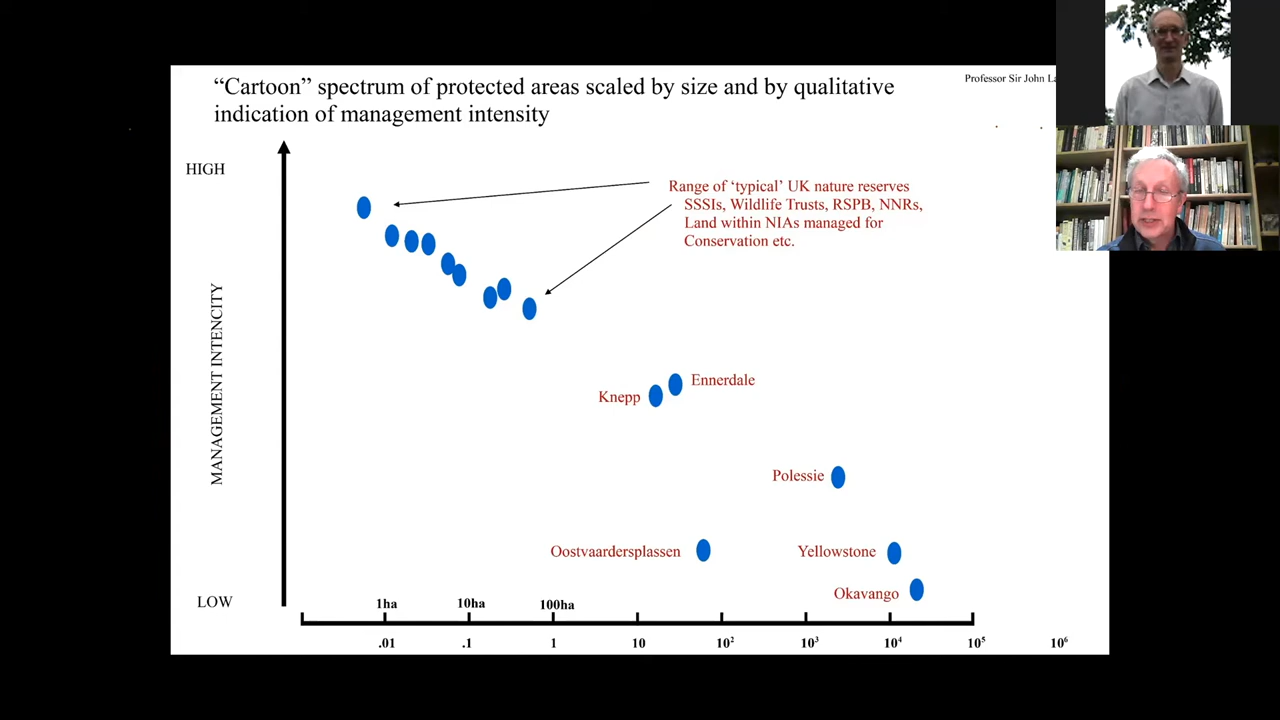 “Cartoon” spectrum of protected areas scaled by size and by qualitative
indication of management intensity
Professor Sir John
HIGH
Range of ‘typical’ UK nature reserves
SSSIs, Wildlife Trusts, RSPB, NNRs,
Land within NIAs managed for
Conservation etc.
MANAGEMENT INTENCITY
Ennerdale
Knepp
Polessie
Oostvaardersplassen
Yellowstone
Okavango
LOW
1ha
10ha
100ha
.01
.1
1
10
10²
10³
10⁴
10⁵
10⁶